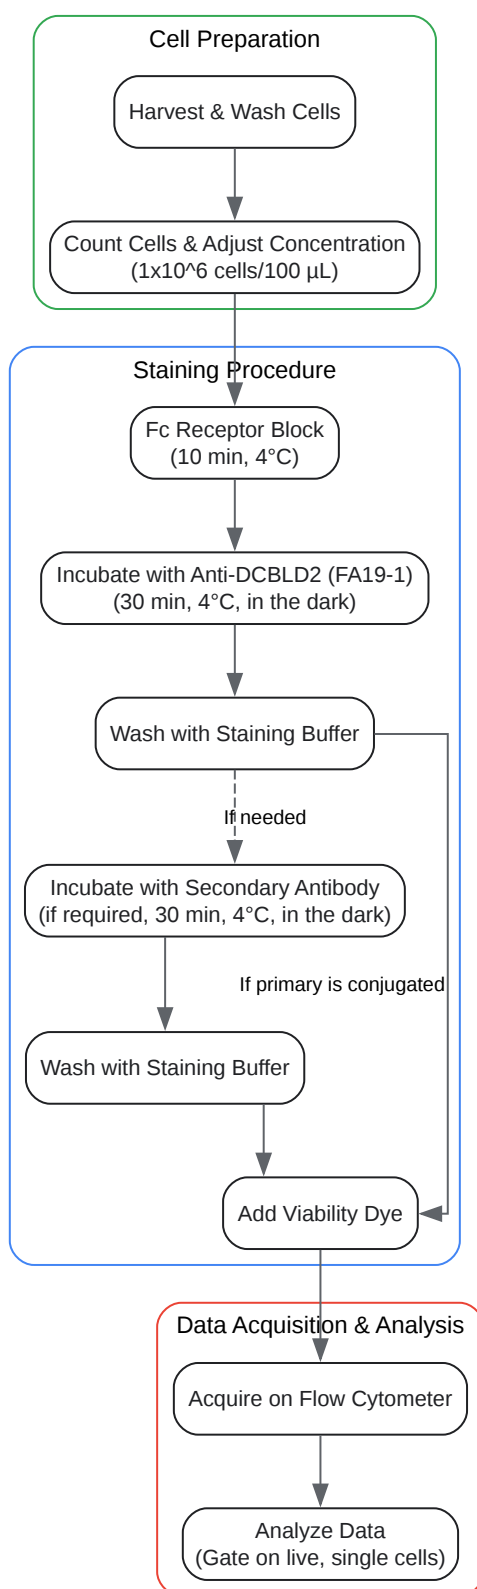 Cell Preparation
Harvest & Wash Cells
Count Cells & Adjust Concentration
(1x10^6 cells/100 µL)
Staining Procedure
Fc Receptor Block
(10 min, 4°C)
Incubate with Anti-DCBLD2 (FA19-1)
(30 min, 4°C, in the dark)
Wash with Staining Buffer
If needed
Incubate with Secondary Antibody
(if required, 30 min, 4°C, in the dark)
If primary is conjugated
Wash with Staining Buffer
Add Viability Dye
Data Acquisition & Analysis
Acquire on Flow Cytometer
Analyze Data
(Gate on live, single cells)